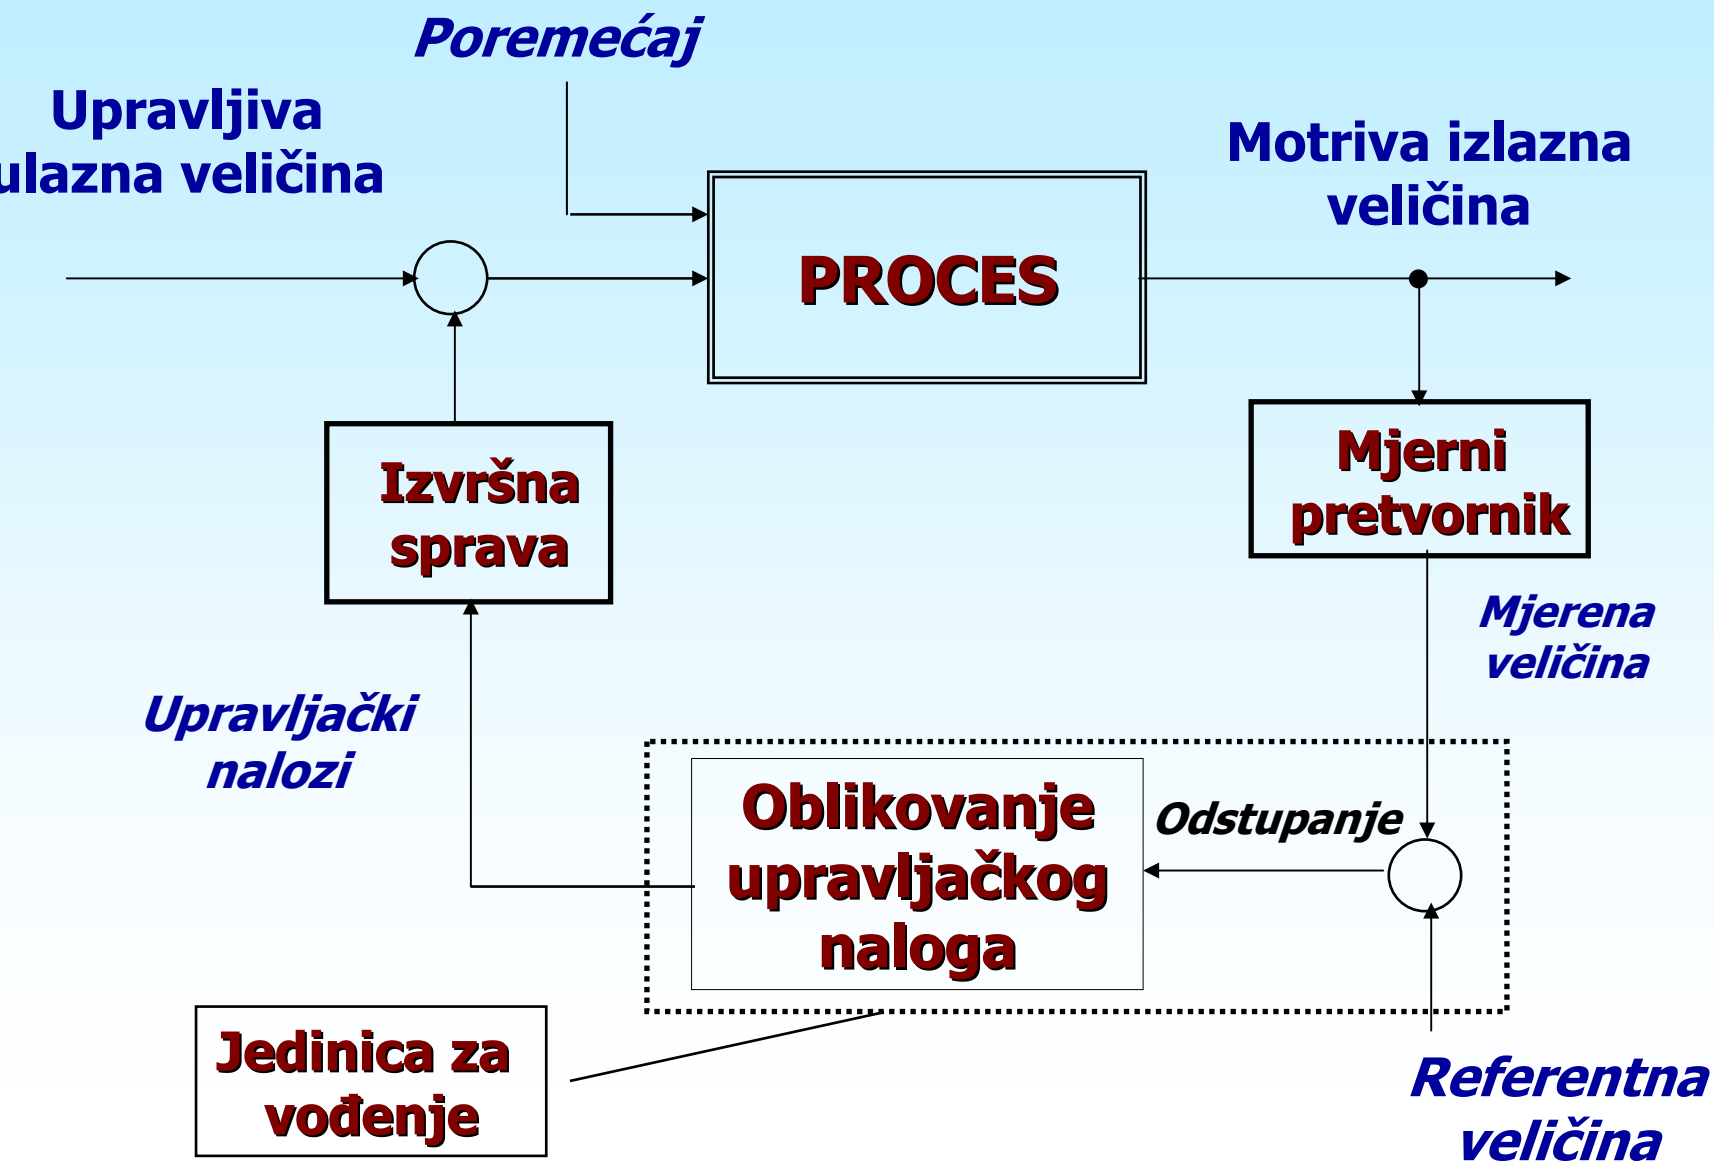 Poremećaj
Upravljiva
ulazna veličina
Motriva izlazna
veličina
PROCES
Izvršna
sprava
Mjerni
pretvornik
Mjerena
veličina
Upravljački
nalozi
Oblikovanje
upravljačkog
naloga
Odstupanje
Jedinica za
vođenje
Referentna
veličina